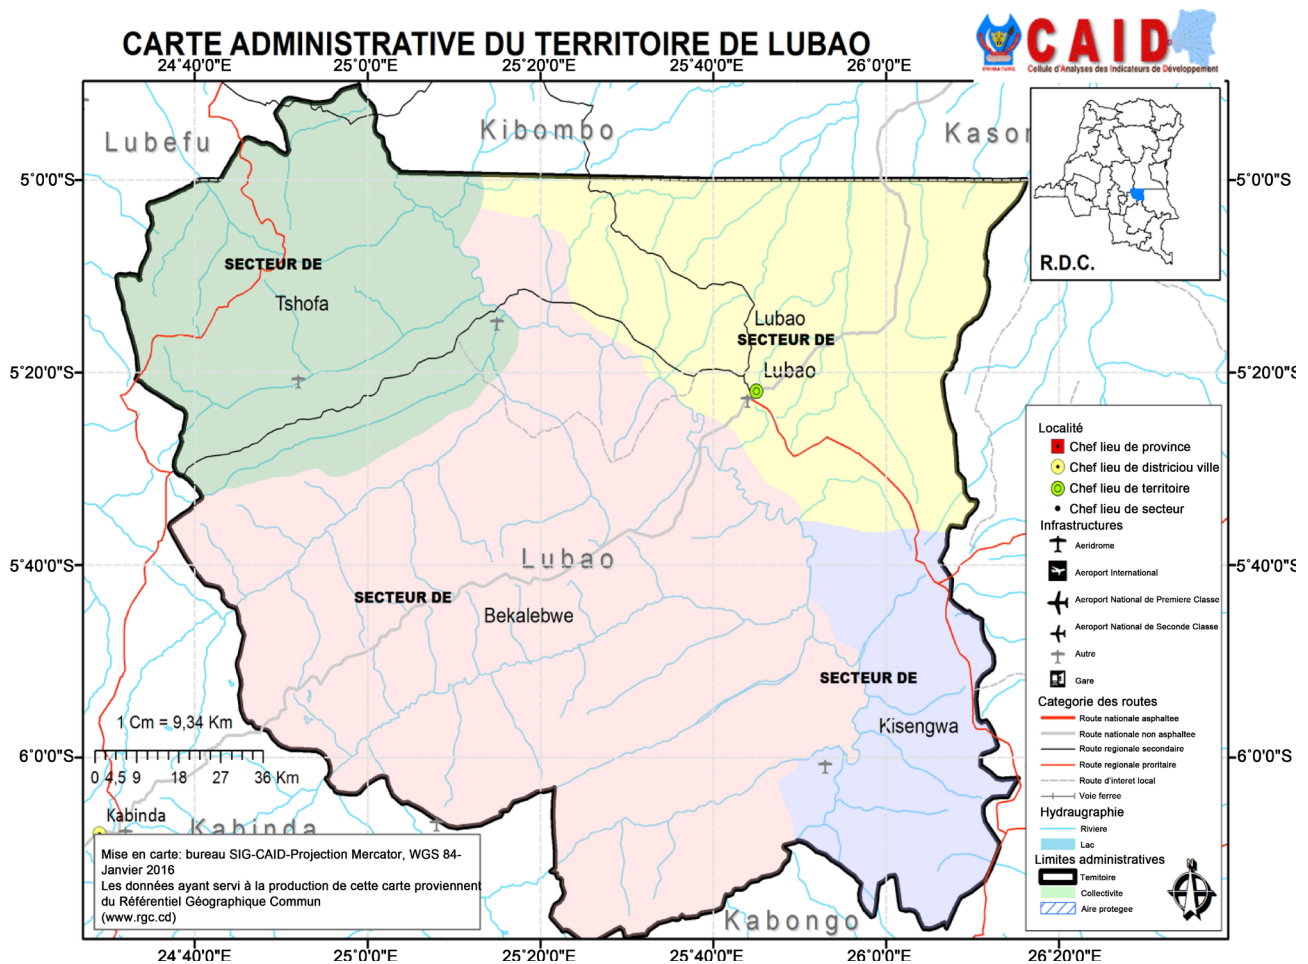 CARTE ADMINISTRATIVE DU TERRITOIRE DE LUBAO
PRIMATURE
CAID
Cellule d'Analyses des Indicateurs de Développement
24°40'0"E 25°0'0"E 25°20'0"E 25°40'0"E 26°0'0"E
Lubefu
Kibombo
Kason
R.D.C.
5°0'0"S
5°0'0"S
SECTEUR DE
Tshofa
Lubao
SECTEUR DE
Lubao
5°20'0"S
5°20'0"S
Lubao
5°40'0"S
5°40'0"S
SECTEUR DE
Bekalebwe
SECTEUR DE
Kisengwa
6°0'0"S
6°0'0"S
1 Cm = 9,34 Km
0 4,5 9 18 27 36 Km
Kabinda
Kabinda
Kabongo
Mise en carte: bureau SIG-CAID-Projection Mercator, WGS 84-
Janvier 2016
Les données ayant servi à la production de cette carte proviennent
du Référentiel Géographique Commun
(www.rgc.cd)
Localité
Chef lieu de province
Chef lieu de districiou ville
Chef lieu de territoire
Chef lieu de secteur
Infrastructures
Aeridrome
Aeroport International
Aeroport National de Premiere Classe
Aeroport National de Seconde Classe
Autre
Gare
Categorie des routes
Route nationale asphaltee
Route nationale non asphaltee
Route regionale secondaire
Route regionale proritaire
Route d'interet local
Voie ferree
Hydraugraphie
Riviere
Lac
Limites administratives
Territoire
Collectivite
Aire protegee
N
24°40'0"E 25°0'0"E 25°20'0"E 25°40'0"E 26°0'0"E 26°20'0"E